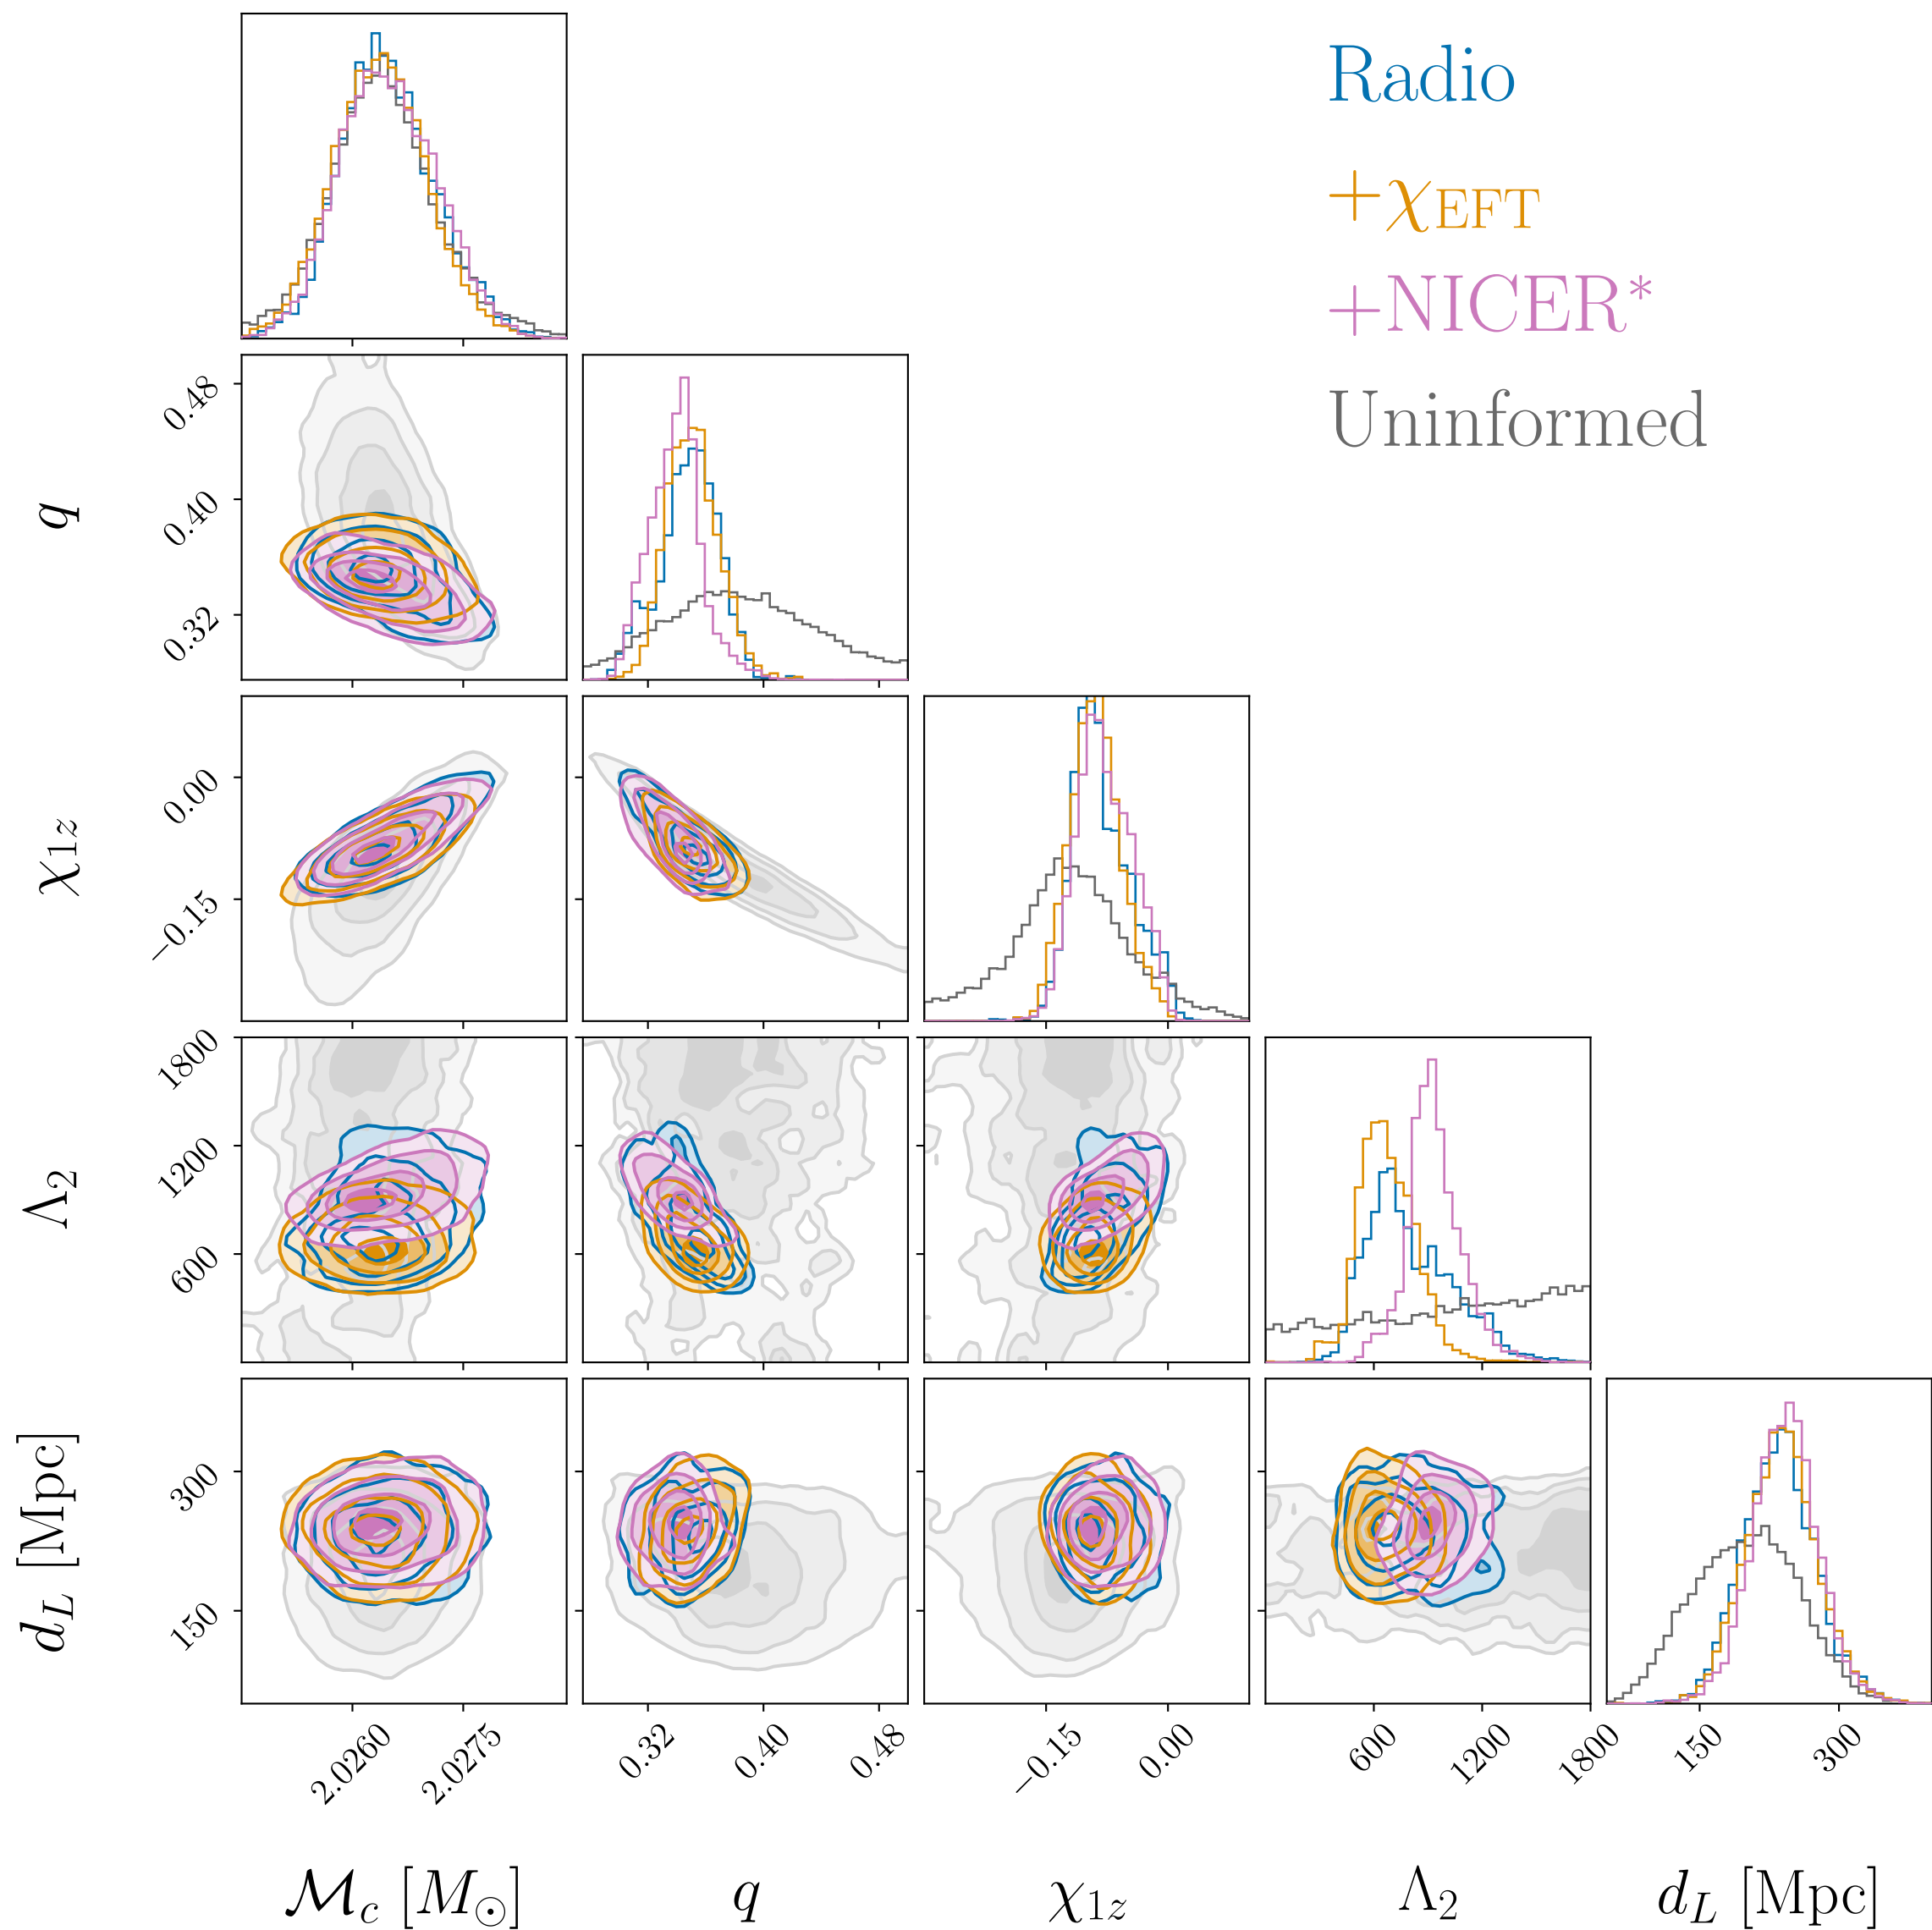 Radio
+χEFT
+NICER*
Uninformed
0.48
0.40
0.32
q
0.00
−0.15
χ1z
1800
1200
600
Λ2
300
150
dL [Mpc]
2.0260 2.0275 0.32 0.40 0.48 −0.15 0.00 600 1200 1800 150 300
ℳc [M⊙] q χ1z Λ2 dL [Mpc]